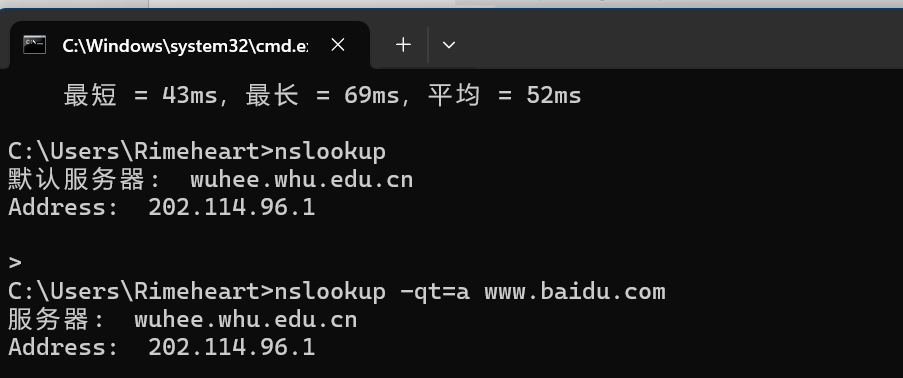 C:\Windows\system32\cmd.e
最短 = 43ms，最长 = 69ms，平均 = 52ms
C:\Users\Rimeheart>nslookup
默认服务器:  wuhee.whu.edu.cn
Address:  202.114.96.1
>
C:\Users\Rimeheart>nslookup -qt=a www.baidu.com
服务器:  wuhee.whu.edu.cn
Address:  202.114.96.1